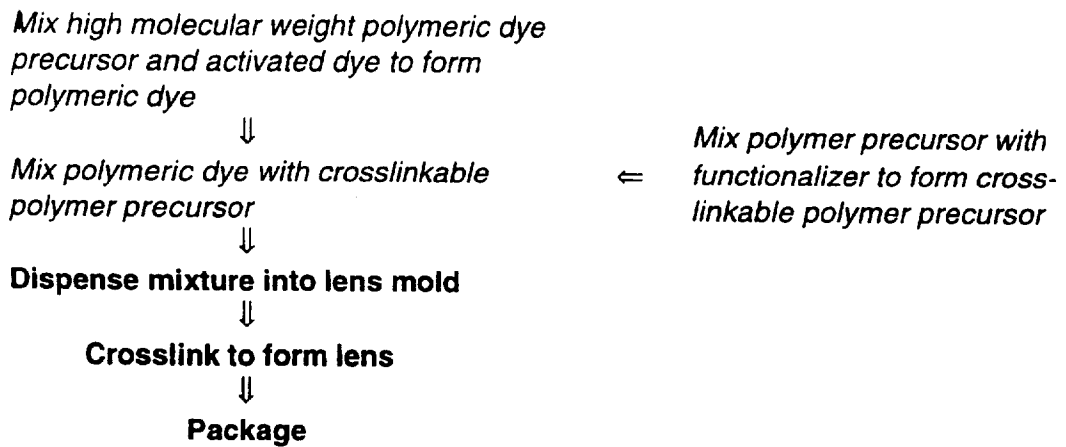 Mix high molecular weight polymeric dye
precursor and activated dye to form
polymeric dye
⇓
Mix polymeric dye with crosslinkable
polymer precursor
⇐
Mix polymer precursor with
functionalizer to form cross-
linkable polymer precursor
⇓
Dispense mixture into lens mold
⇓
Crosslink to form lens
⇓
Package